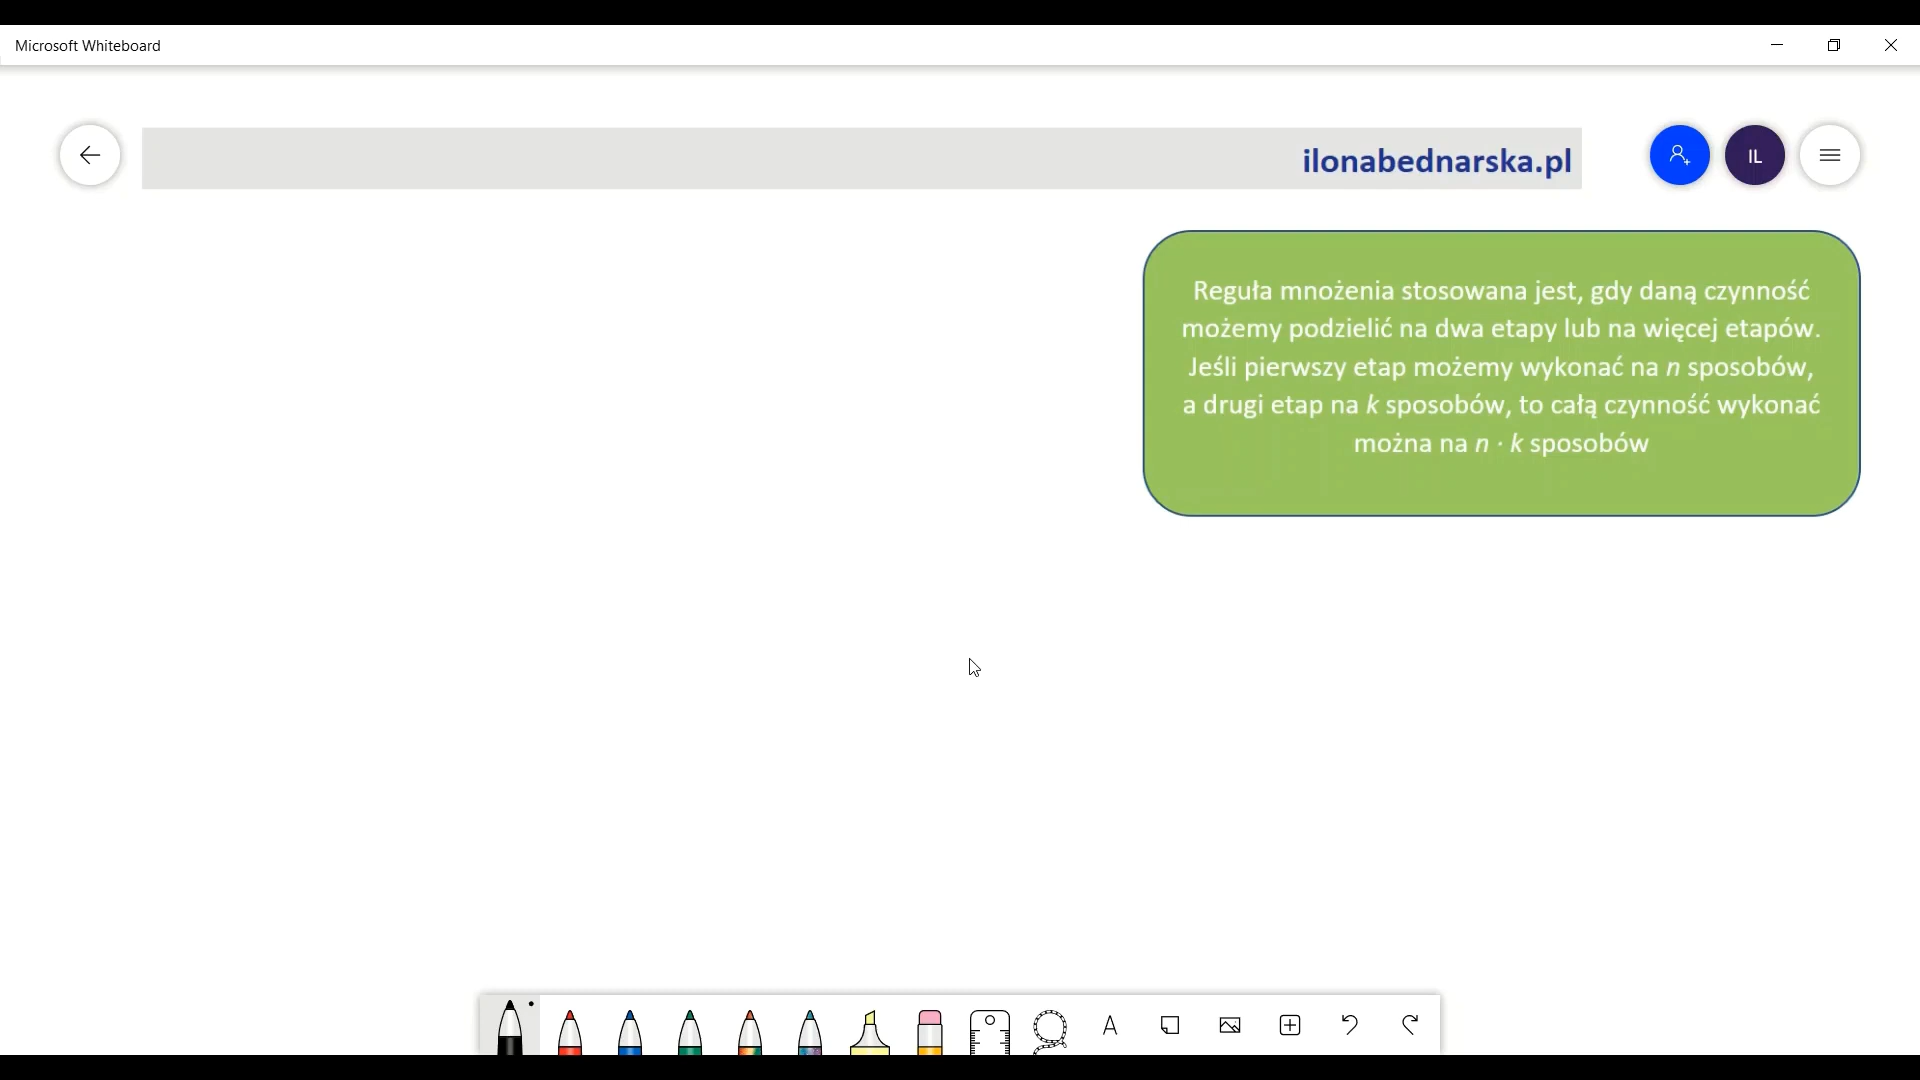 Microsoft Whiteboard
ilonabednarska.pl
IL
Reguła mnożenia stosowana jest, gdy daną czynność
możemy podzielić na dwa etapy lub na więcej etapów.
Jeśli pierwszy etap możemy wykonać na n sposobów,
a drugi etap na k sposobów, to całą czynność wykonać
można na n · k sposobów